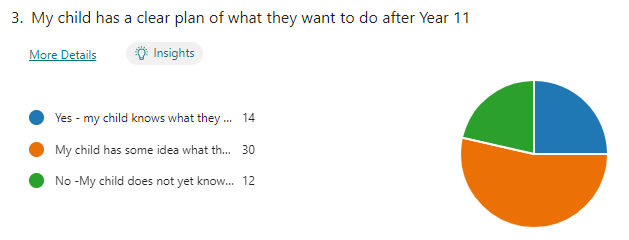 3. My child has a clear plan of what they want to do after Year 11
More Details Insights
Yes - my child knows what they ... 14
My child has some idea what th... 30
No -My child does not yet know... 12